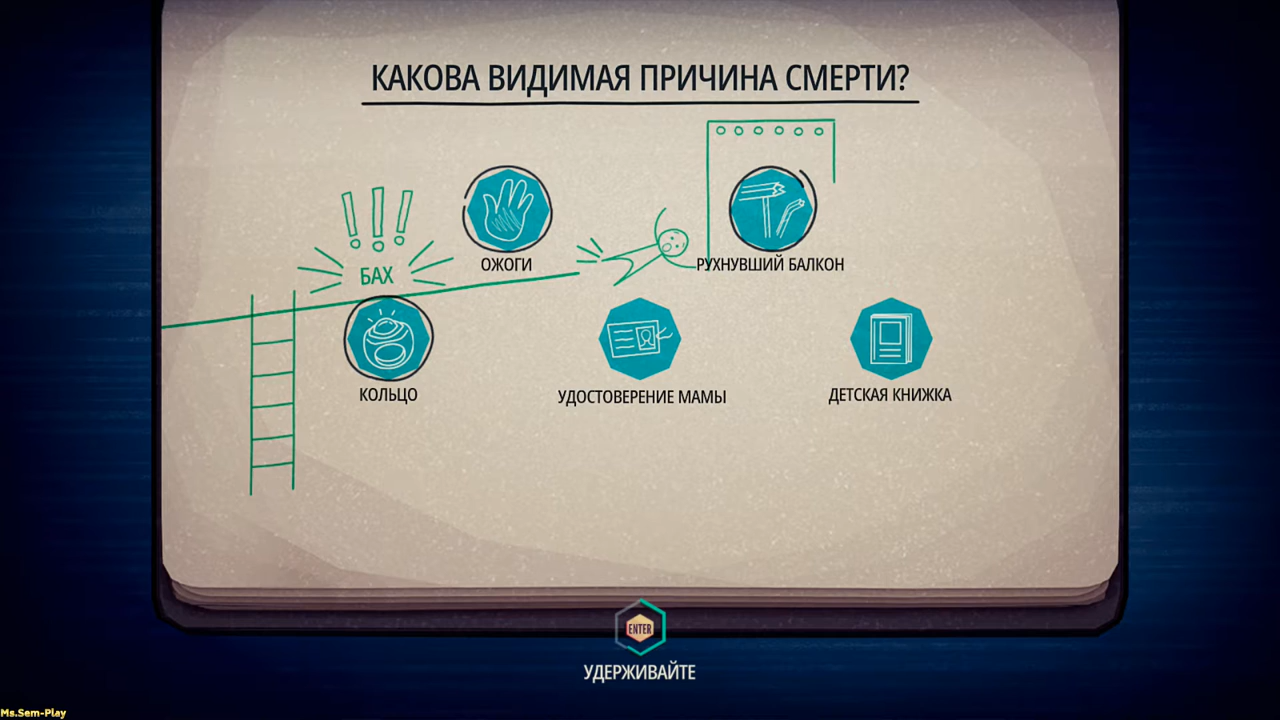 КАКОВА ВИДИМАЯ ПРИЧИНА СМЕРТИ?
!!!
БАХ
ОЖОГИ
РУХНУВШИЙ БАЛКОН
КОЛЬЦО
УДОСТОВЕРЕНИЕ МАМЫ
ДЕТСКАЯ КНИЖКА
ENTER
УДЕРЖИВАЙТЕ
Ms.Sem-Play